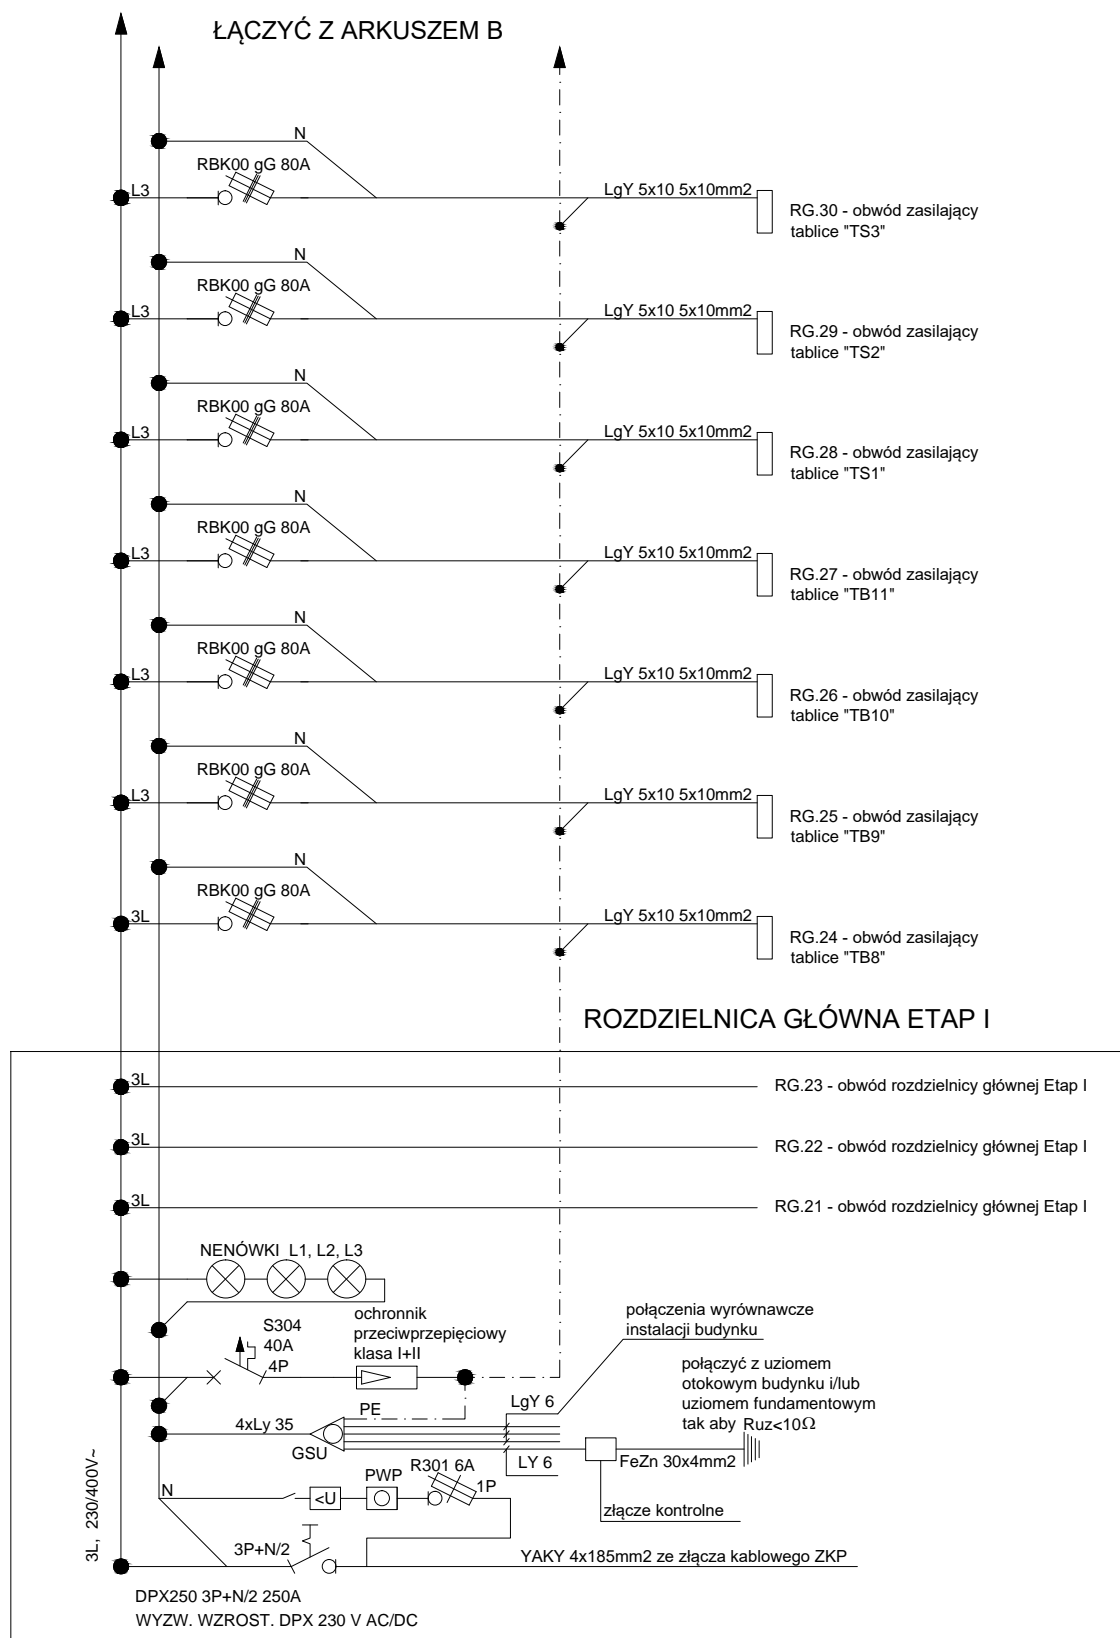 ŁĄCZYĆ Z ARKUSZEM B
N
RBK00 gG 80A
L3
LgY 5x10 5x10mm2
RG.30 - obwód zasilający
tablice "TS3"
N
RBK00 gG 80A
L3
LgY 5x10 5x10mm2
RG.29 - obwód zasilający
tablice "TS2"
N
RBK00 gG 80A
L3
LgY 5x10 5x10mm2
RG.28 - obwód zasilający
tablice "TS1"
N
RBK00 gG 80A
L3
LgY 5x10 5x10mm2
RG.27 - obwód zasilający
tablice "TB11"
N
RBK00 gG 80A
L3
LgY 5x10 5x10mm2
RG.26 - obwód zasilający
tablice "TB10"
N
RBK00 gG 80A
L3
LgY 5x10 5x10mm2
RG.25 - obwód zasilający
tablice "TB9"
N
RBK00 gG 80A
3L
LgY 5x10 5x10mm2
RG.24 - obwód zasilający
tablice "TB8"
ROZDZIELNICA GŁÓWNA ETAP I
3L
RG.23 - obwód rozdzielnicy głównej Etap I
3L
RG.22 - obwód rozdzielnicy głównej Etap I
3L
RG.21 - obwód rozdzielnicy głównej Etap I
NENÓWKI L1, L2, L3
S304
40A
4P
ochronnik
przeciwprzepięciowy
klasa I+II
połączenia wyrównawcze
instalacji budynku
połączyć z uziomem
otokowym budynku i/lub
uziomem fundamentowym
tak aby Ruz<10Ω
LgY 6
PE
4xLy 35
GSU
LY 6
FeZn 30x4mm2
R301 6A
PWP
1P
<U
N
złącze kontrolne
3P+N/2
YAKY 4x185mm2 ze złącza kablowego ZKP
3L, 230/400V~
DPX250 3P+N/2 250A
WYZW. WZROST. DPX 230 V AC/DC